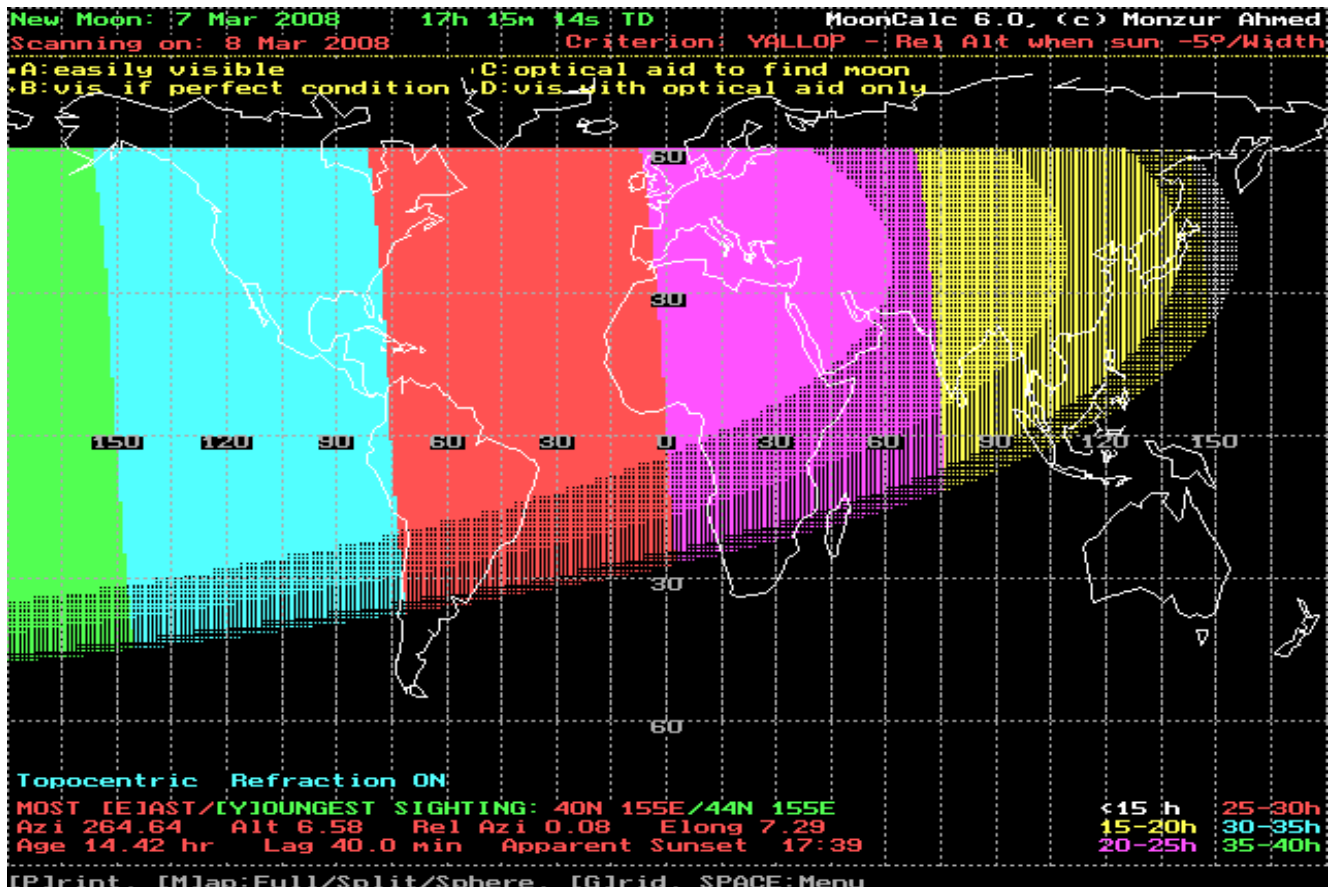 New Moon: 7 Mar 2008 17h 15m 14s TD MoonCalc 6.0, (c) Monzur Ahmed
Scanning on: 8 Mar 2008 Criterion: YALLOP - Rel Alt when sun -5º/Width
A:easily visible C:optical aid to find moon
B:vis if perfect condition D:vis with optical aid only
60
30
150 120 90 60 30 0 30 60 90 120 150
30
60
Topocentric Refraction ON
MOST [E]AST/[Y]OUNGEST SIGHTING: 40N 155E/44N 155E <15 h 25-30h
Azi 264.64 Alt 6.58 Rel Azi 0.08 Elong 7.29 15-20h 30-35h
Age 14.42 hr Lag 40.0 min Apparent Sunset 17:39 20-25h 35-40h
[P]rint, [M]ap:Full/Split/Sphere, [G]rid, SPACE:Menu